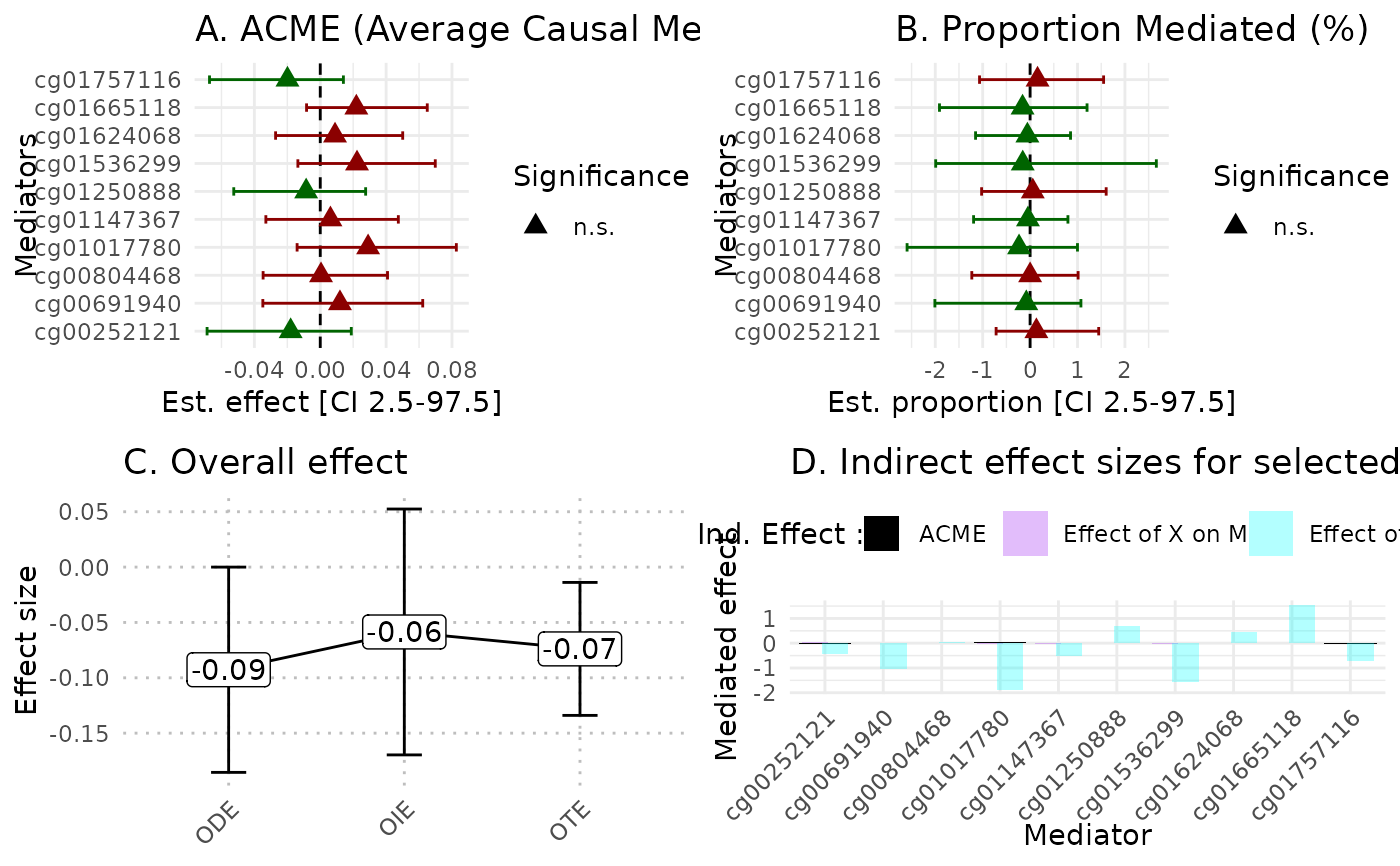 A. ACME (Average Causal Me
Mediators
cg01757116
cg01665118
cg01624068
cg01536299
cg01250888
cg01147367
cg01017780
cg00804468
cg00691940
cg00252121
-0.04 0.00 0.04 0.08
Est. effect [CI 2.5-97.5]
Significance
n.s.
B. Proportion Mediated (%)
Mediators
cg01757116
cg01665118
cg01624068
cg01536299
cg01250888
cg01147367
cg01017780
cg00804468
cg00691940
cg00252121
-2 -1 0 1 2
Est. proportion [CI 2.5-97.5]
Significance
n.s.
C. Overall effect
Effect size
0.05
0.00
-0.05
-0.10
-0.15
-0.09
-0.06
-0.07
ODE
OIE
OTE
D. Indirect effect sizes for selected
Ind. Effect : ACME Effect of X on M Effect of
Mediated effect
1
0
-1
-2
cg00252121
cg00691940
cg00804468
cg01017780
cg01147367
cg01250888
cg01536299
cg01624068
cg01665118
cg01757116
Mediator